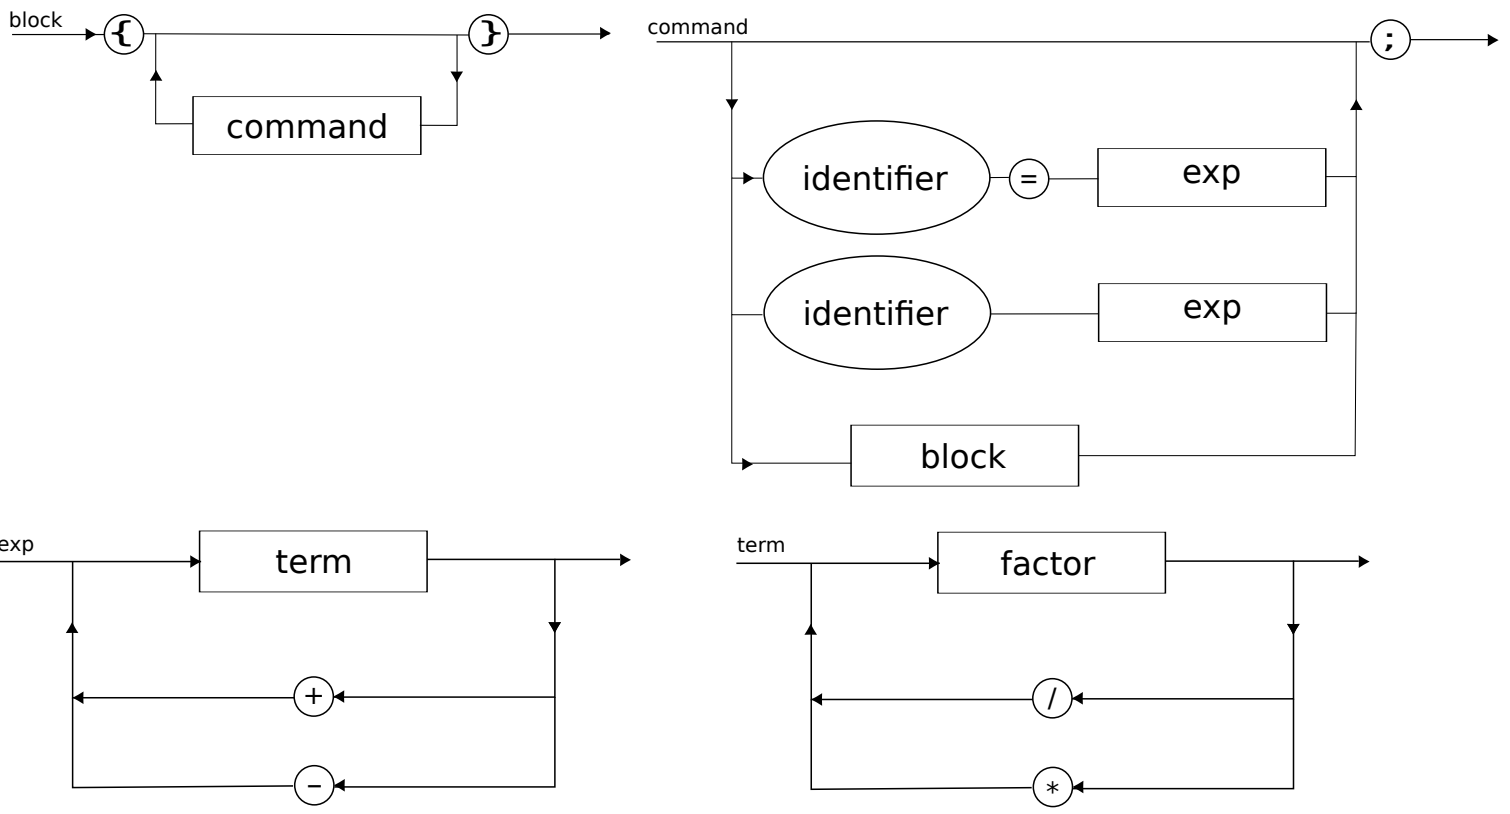 block
{
}
command
command
;
identifier
=
exp
identifier
exp
block
exp
term
+
-
term
factor
/
*